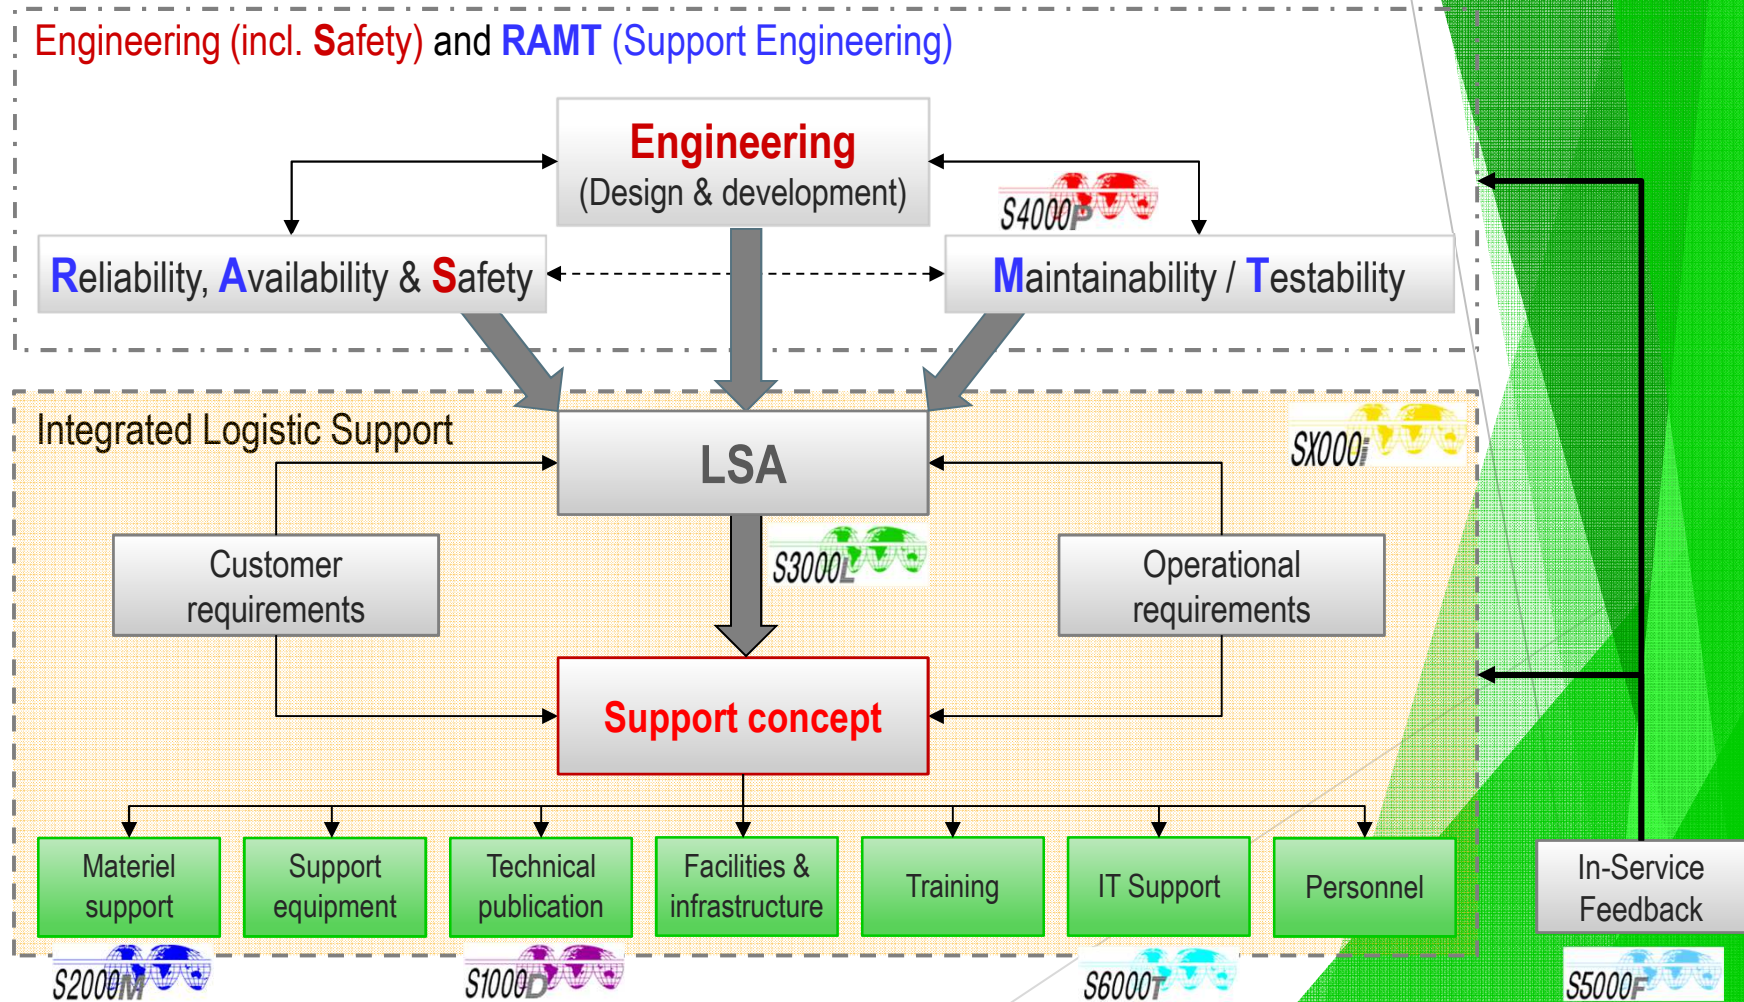 Engineering (incl. Safety) and RAMT (Support Engineering)
Engineering
(Design & development)
S4000P
Reliability, Availability & Safety
Maintainability / Testability
Integrated Logistic Support
LSA
SX000i
S3000L
Customer
requirements
Operational
requirements
Support concept
Materiel
support
Support
equipment
Technical
publication
Facilities &
infrastructure
Training
IT Support
Personnel
In-Service
Feedback
S2000M
S1000D
S6000T
S5000F